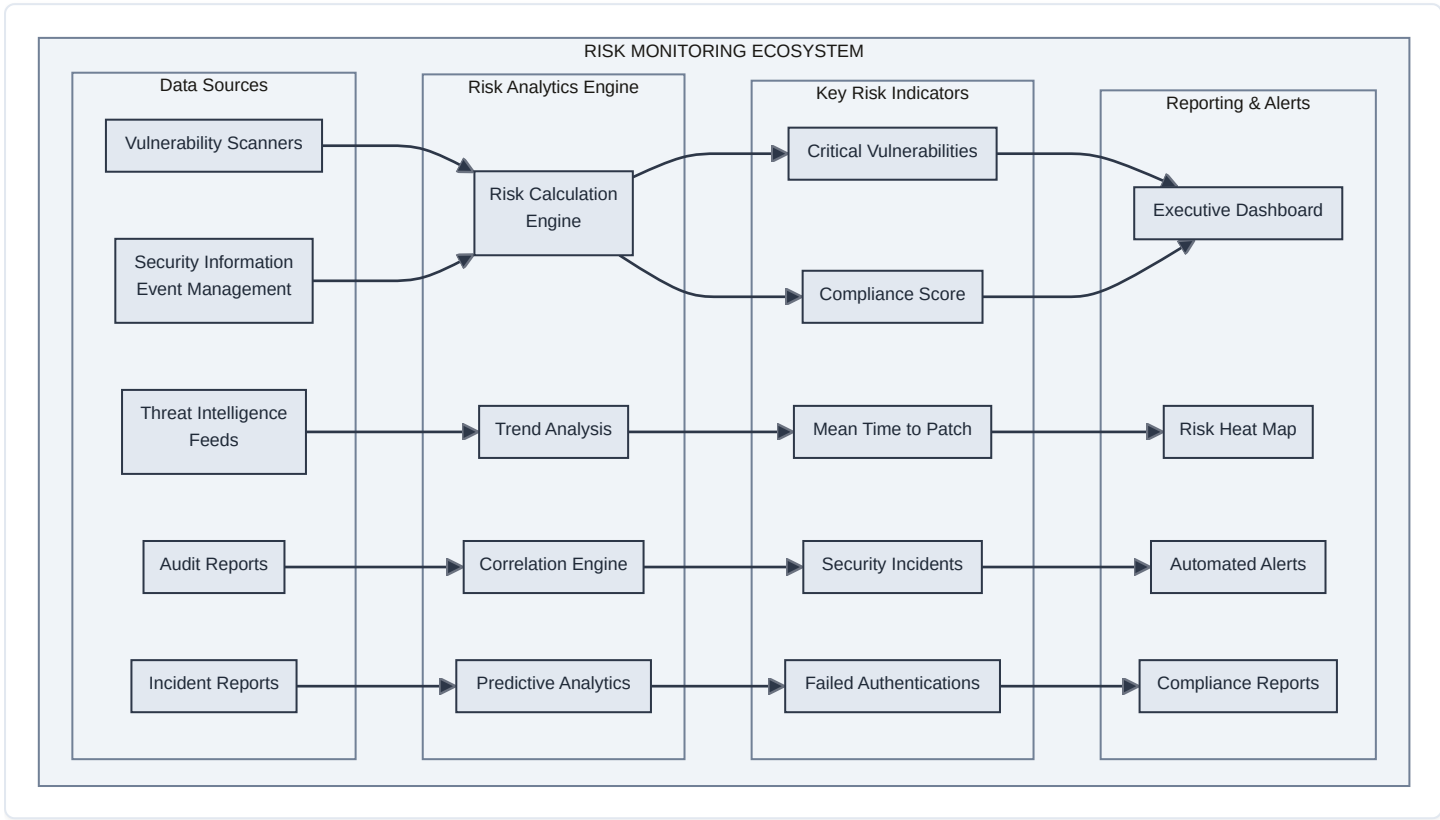 RISK MONITORING ECOSYSTEM
Data Sources
Vulnerability Scanners
Security Information
Event Management
Threat Intelligence
Feeds
Audit Reports
Incident Reports
Risk Analytics Engine
Risk Calculation
Engine
Trend Analysis
Correlation Engine
Predictive Analytics
Key Risk Indicators
Critical Vulnerabilities
Compliance Score
Mean Time to Patch
Security Incidents
Failed Authentications
Reporting & Alerts
Executive Dashboard
Risk Heat Map
Automated Alerts
Compliance Reports